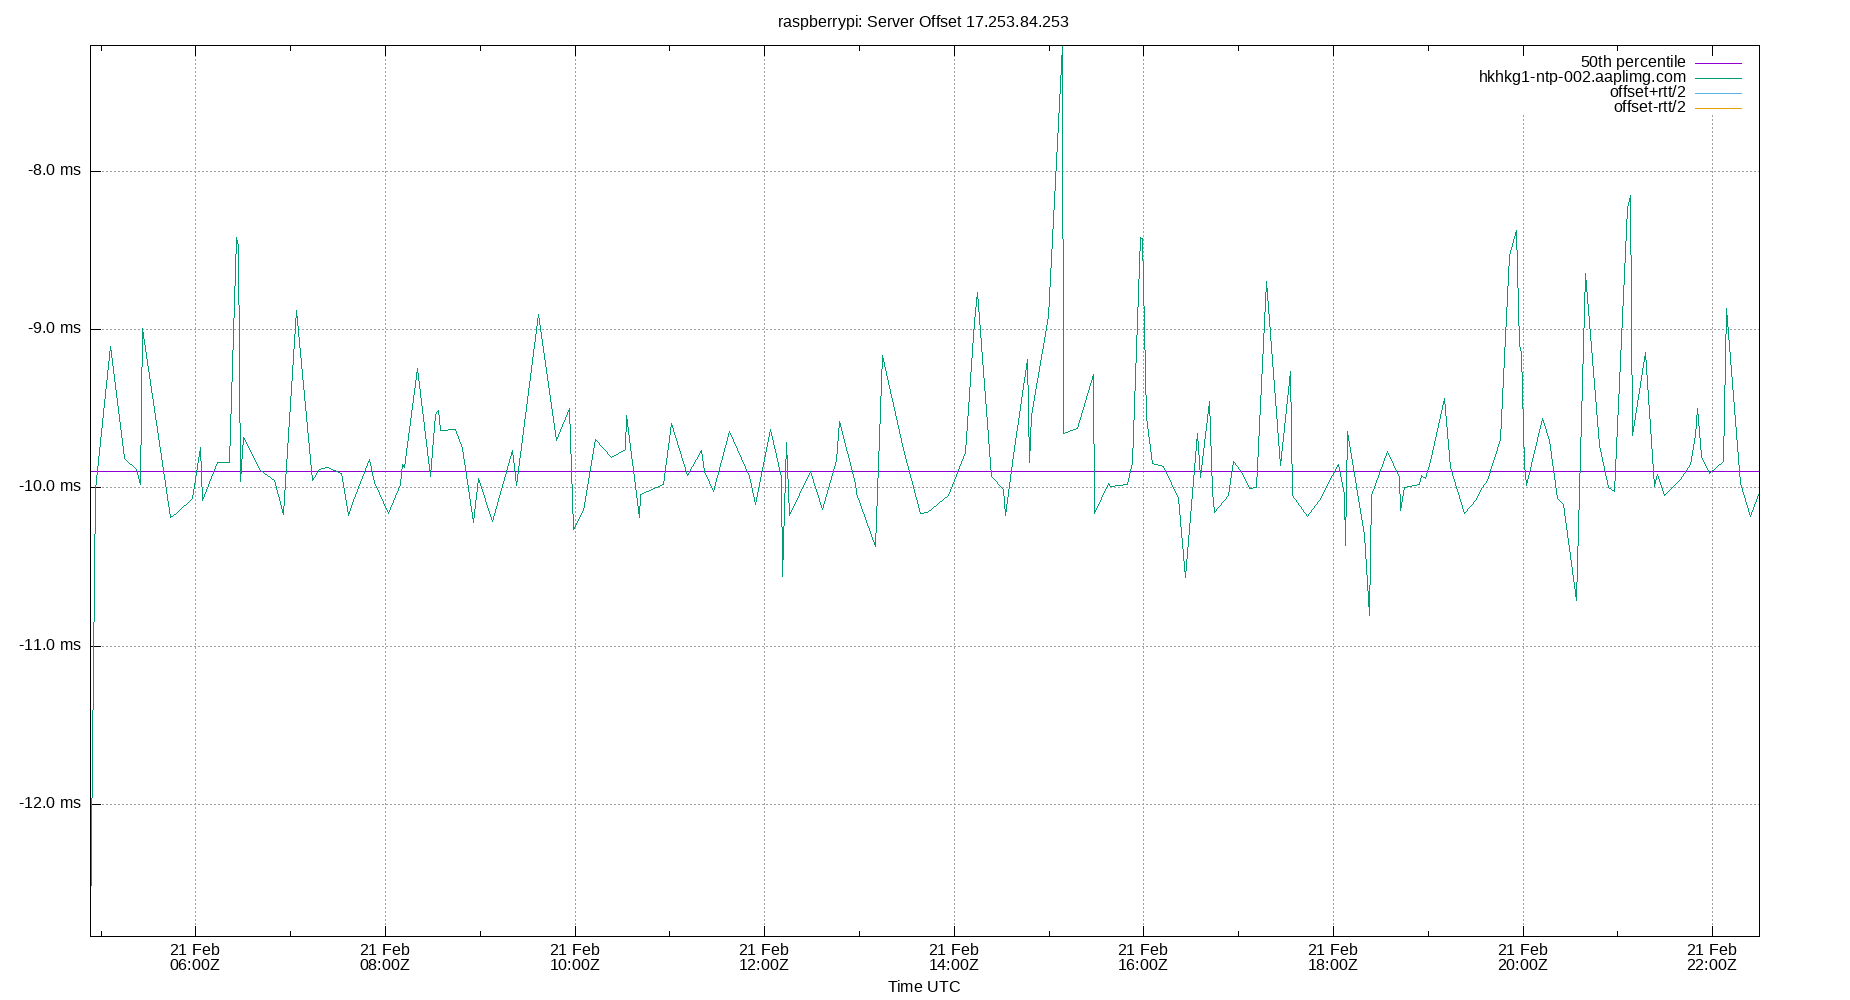 raspberrypi: Server Offset 17.253.84.253
50th percentile
hkhkg1-ntp-002.aaplimg.com
offset+rtt/2
offset-rtt/2
-8.0 ms
-9.0 ms
-10.0 ms
-11.0 ms
-12.0 ms
21 Feb 21 Feb 21 Feb 21 Feb 21 Feb 21 Feb 21 Feb 21 Feb 21 Feb
06:00Z 08:00Z 10:00Z 12:00Z 14:00Z 16:00Z 18:00Z 20:00Z 22:00Z
Time UTC